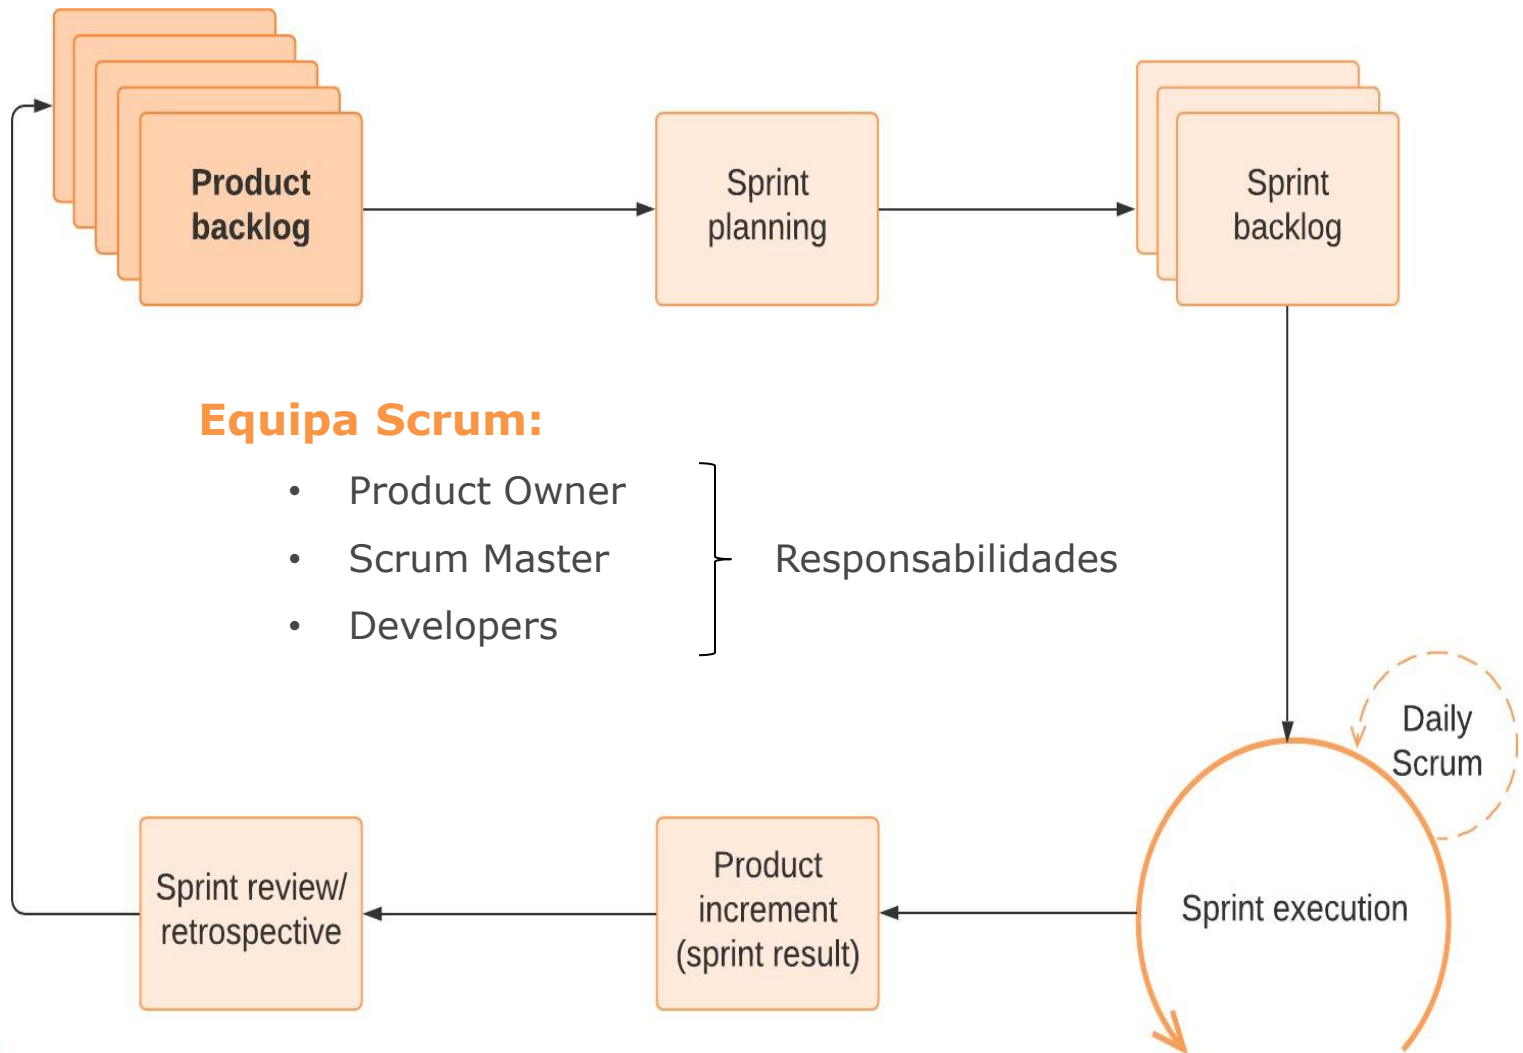 Product
backlog
Sprint
planning
Sprint
backlog
Equipa Scrum:
• Product Owner
• Scrum Master
• Developers
Responsabilidades
Daily
Scrum
Sprint execution
Product
increment
(sprint result)
Sprint review/
retrospective